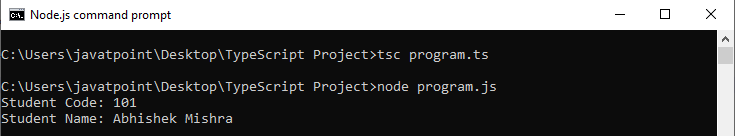 Node.js command prompt
C:\Users\javatpoint\Desktop\TypeScript Project>tsc program.ts
C:\Users\javatpoint\Desktop\TypeScript Project>node program.js
Student Code: 101
Student Name: Abhishek Mishra